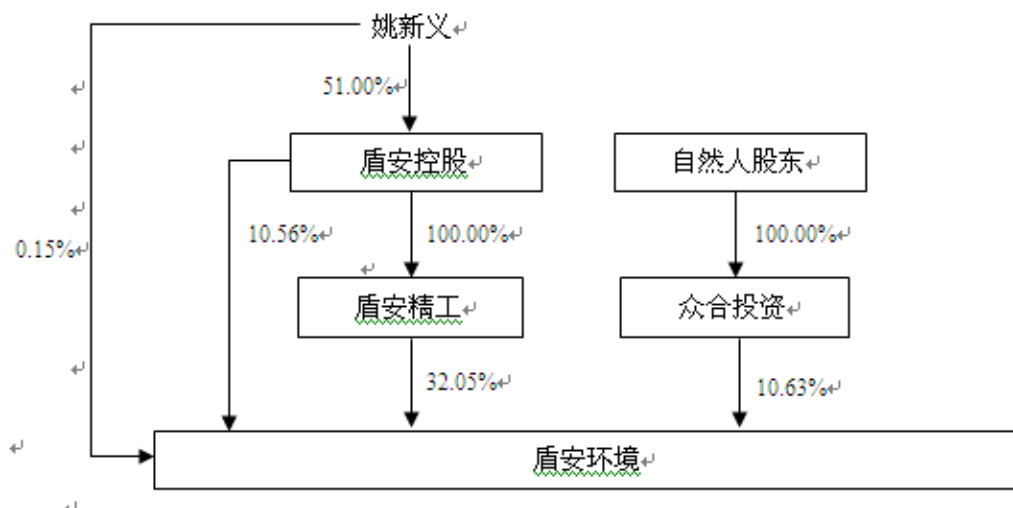 姚新义
51.00%
盾安控股
自然人股东
0.15%
10.56%
100.00%
100.00%
盾安精工
众合投资
32.05%
10.63%
盾安环境